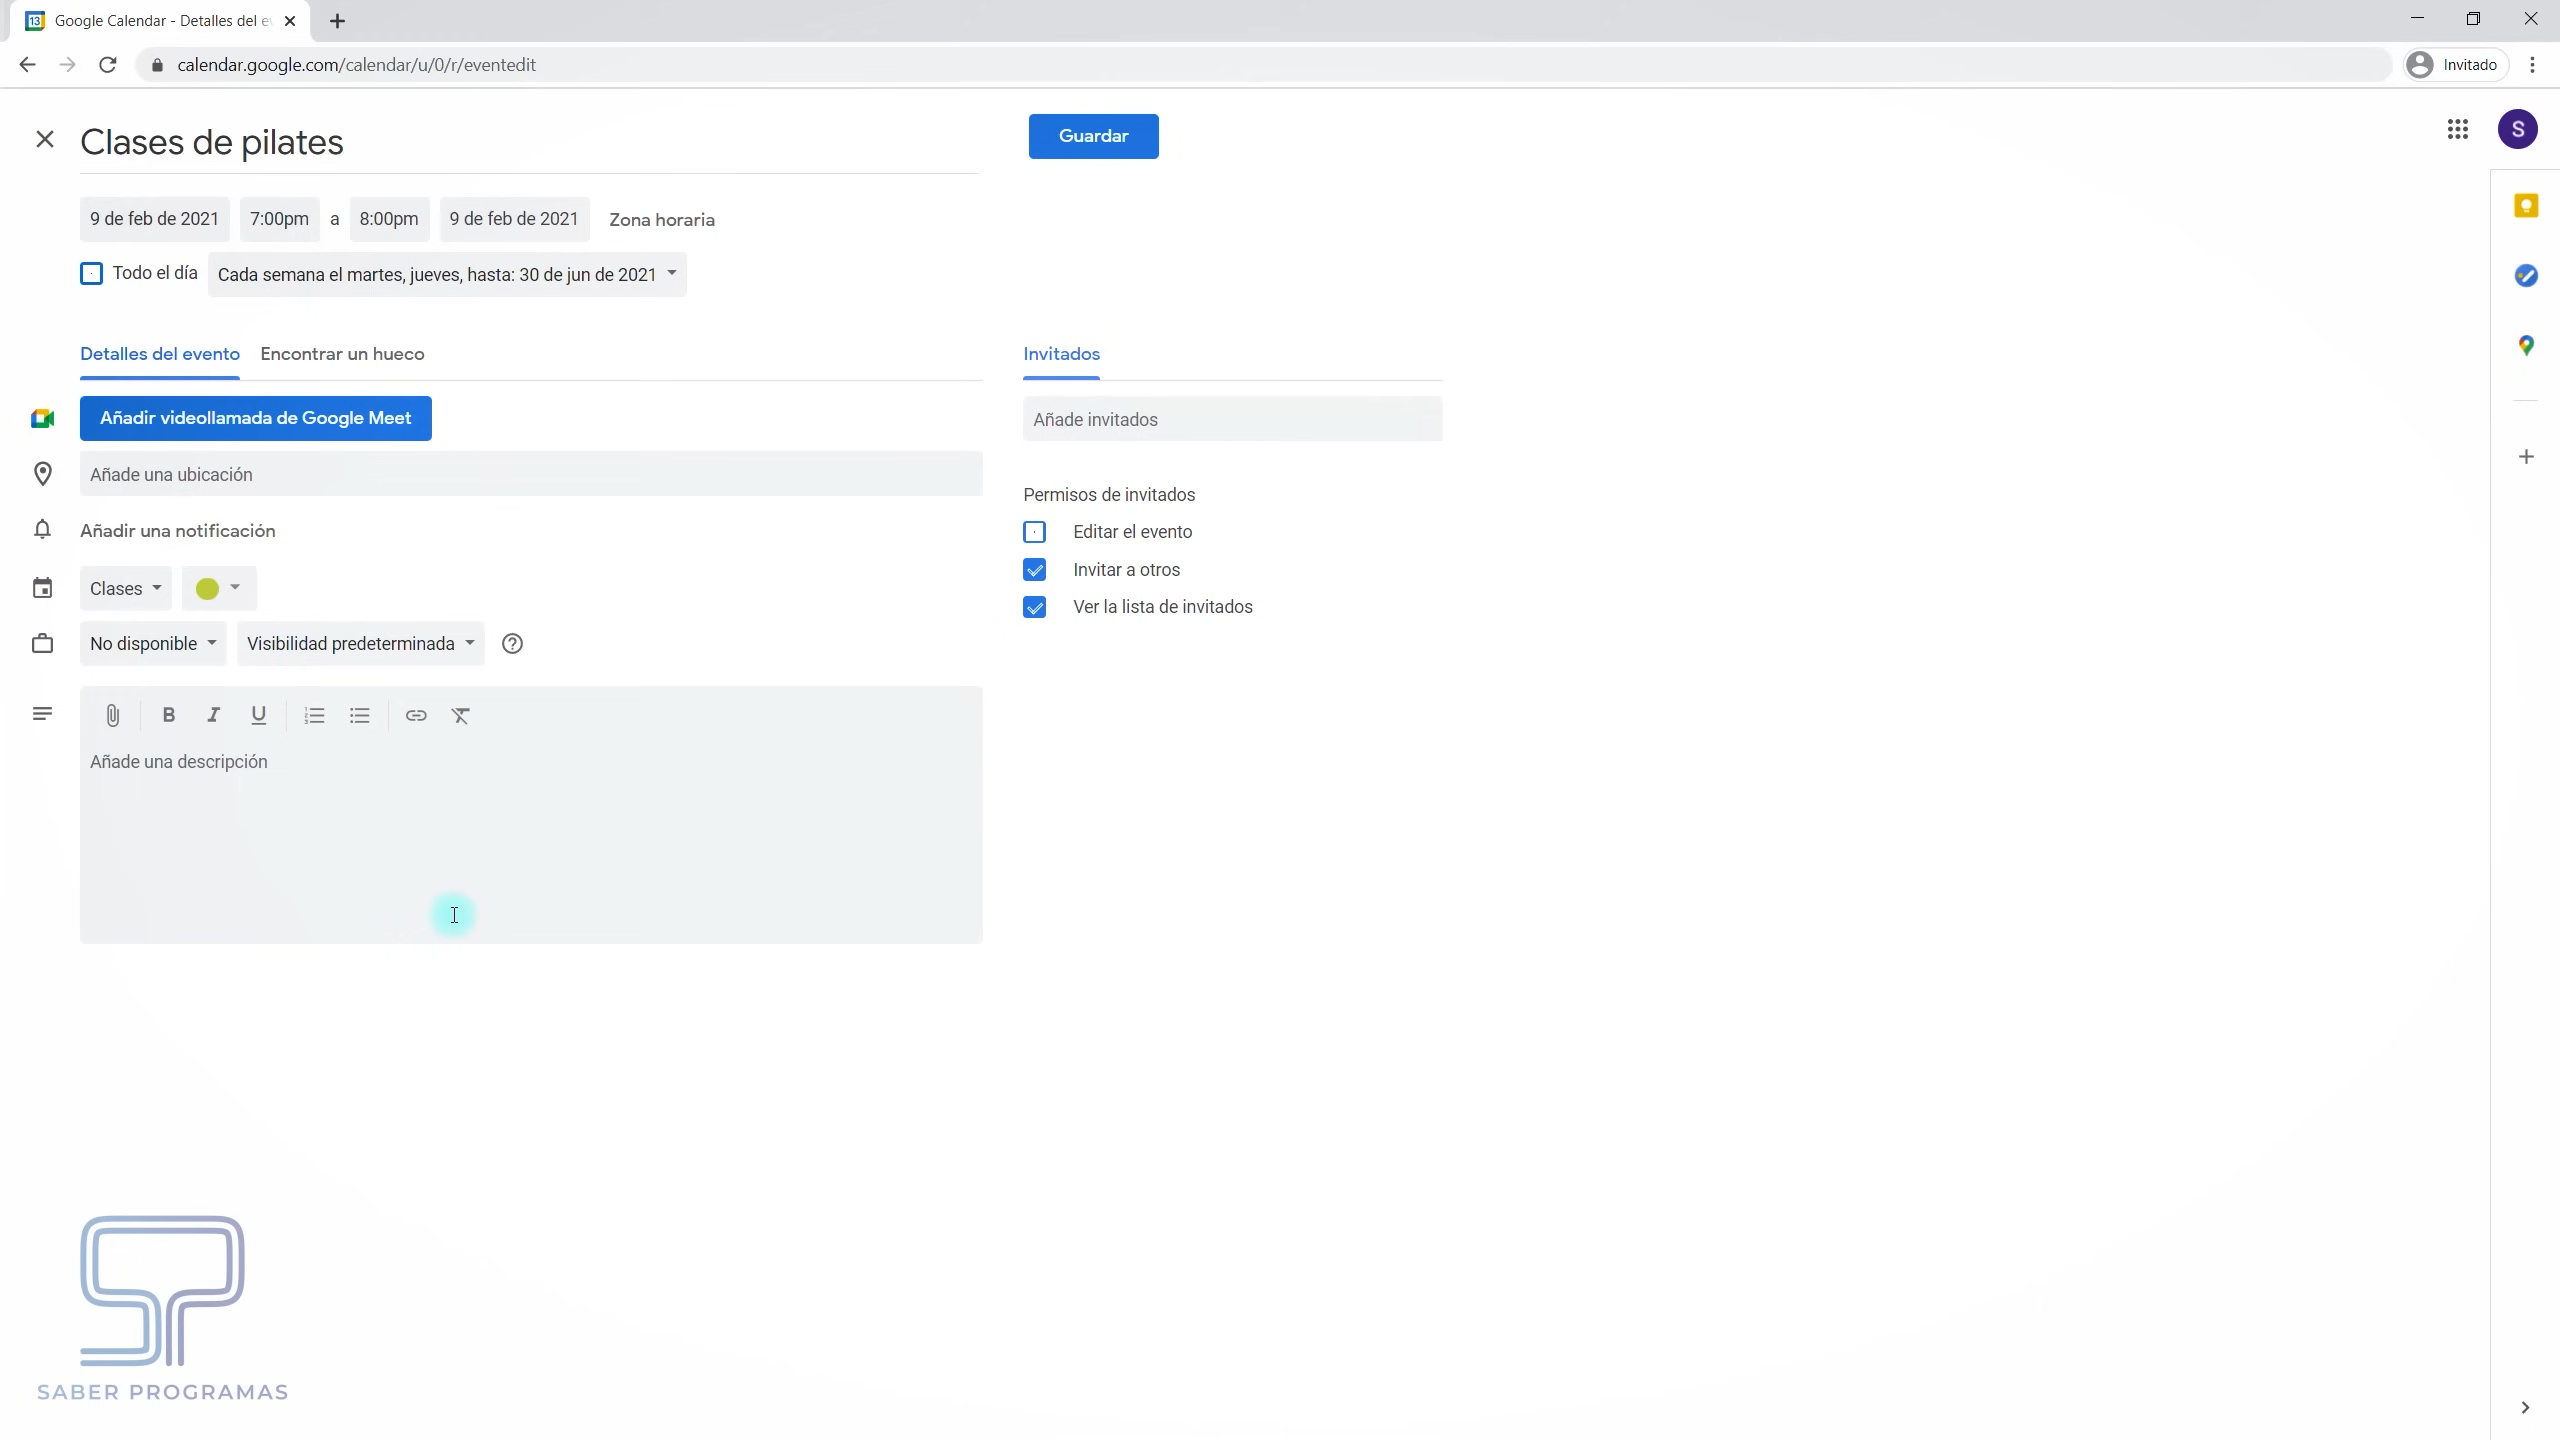 Google Calendar - Detalles del e
calendar.google.com/calendar/u/0/r/eventedit
Invitado
Clases de pilates
Guardar
S
9 de feb de 2021 7:00pm a 8:00pm 9 de feb de 2021 Zona horaria
Todo el día Cada semana el martes, jueves, hasta: 30 de jun de 2021
Detalles del evento Encontrar un hueco
Añadir videollamada de Google Meet
Añade una ubicación
Añadir una notificación
Clases
No disponible Visibilidad predeterminada
B I U
Añade una descripción
Invitados
Añade invitados
Permisos de invitados
Editar el evento
Invitar a otros
Ver la lista de invitados
SABER PROGRAMAS